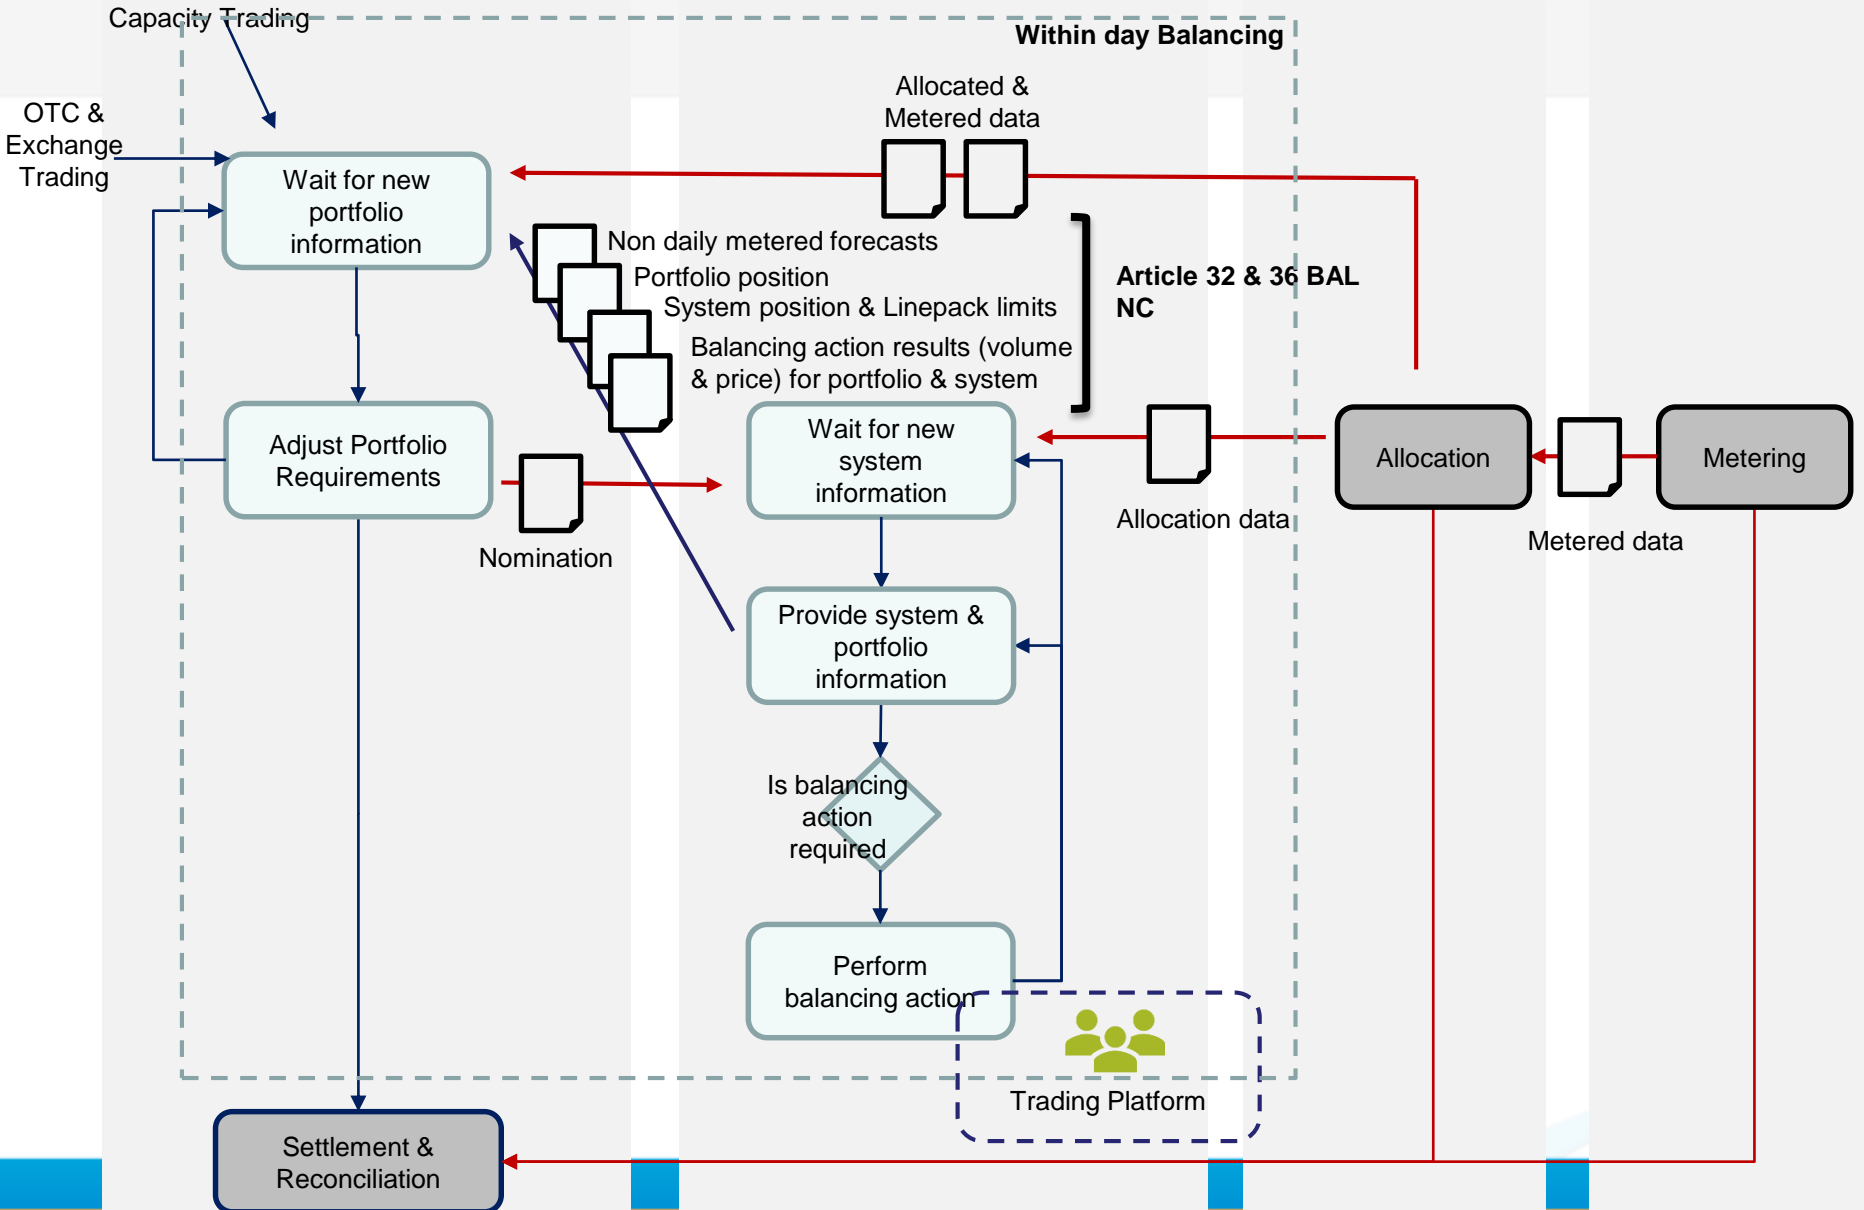 Capacity Trading
Within day Balancing
OTC &
Exchange
Trading
Allocated &
Metered data
Wait for new
portfolio
information
Non daily metered forecasts
Portfolio position
System position & Linepack limits
Balancing action results (volume
& price) for portfolio & system
Article 32 & 36 BAL
NC
Adjust Portfolio
Requirements
Nomination
Wait for new
system
information
Allocation data
Allocation
Metered data
Metering
Provide system &
portfolio
information
Is balancing
action
required
Perform
balancing action
Trading Platform
Settlement &
Reconciliation